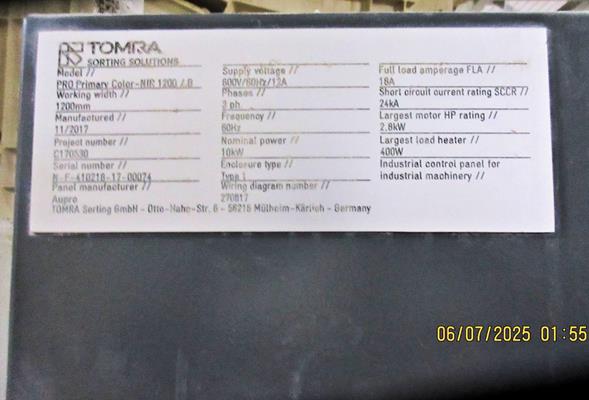 TOMRA
SORTING SOLUTIONS
Model //
PRO Primary Color-NIR 1200 / B
Working width //
1200mm
Manufactured //
11/2017
Project number //
C170530
Serial number //
N-F-410218-17-00074
Panel manufacturer //
Aupro
TOMRA Sorting GmbH - Otto-Hahn-Str. 6 - 56218 Mülheim-Kärlich - Germany
Supply voltage //
600V/60Hz/12A
Phases //
3 ph.
Frequency //
60Hz
Nominal power //
10kW
Enclosure type //
Type 1
Wiring diagram number //
270817
Full load amperage FLA //
16A
Short circuit current rating SCCR //
24kA
Largest motor HP rating //
2,8kW
Largest load heater //
400W
Industrial control panel for
industrial machinery //
06/07/2025 01:55